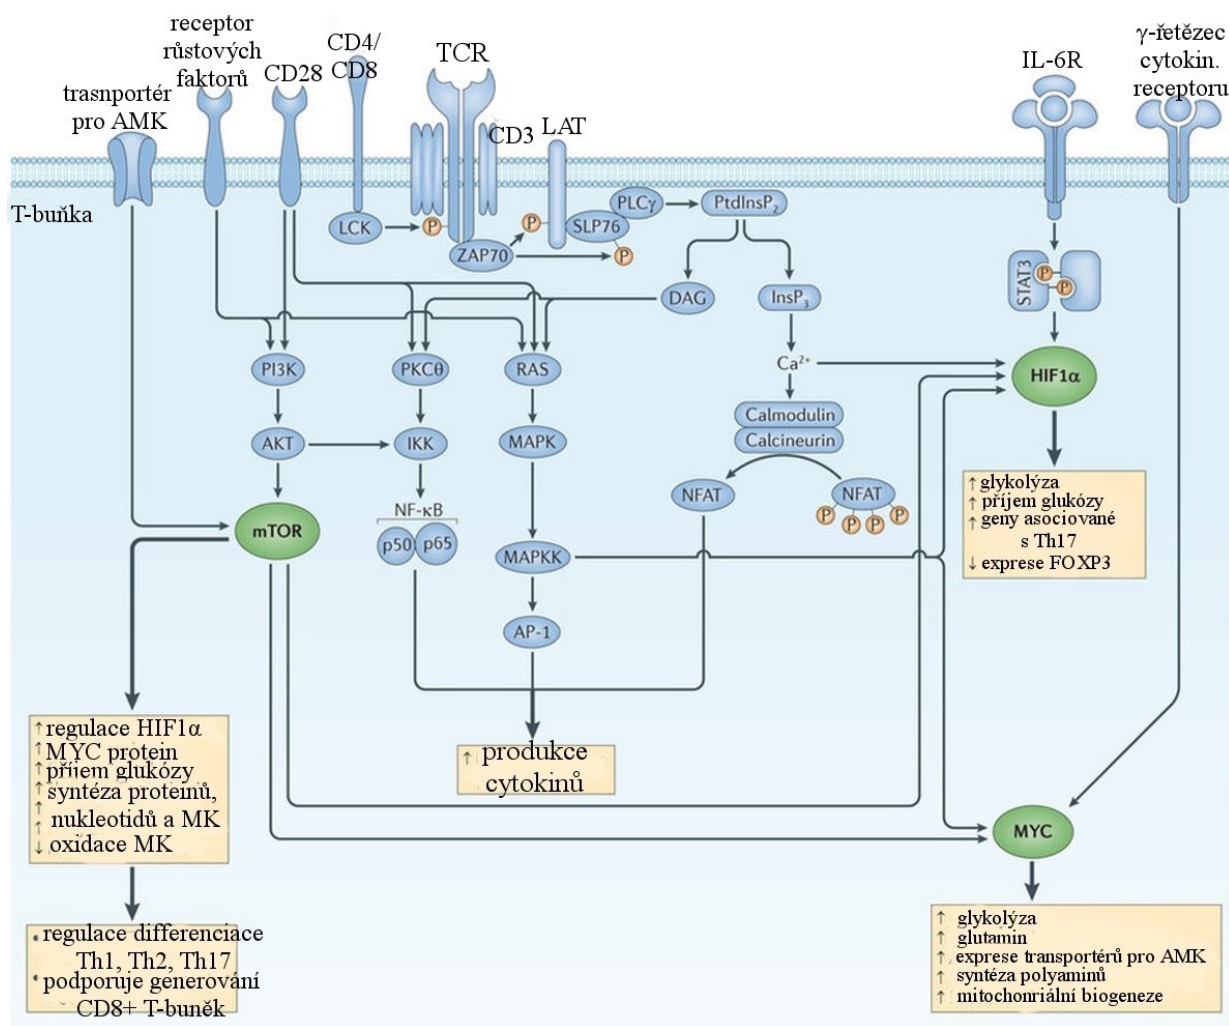 receptor
růstových
faktorů
CD28
CD4/
CD8
TCR
CD3
LAT
trasnportér
pro AMK
IL-6R
γ-řetězec
cytokin.
receptoru
T-buňka
LCK
P
ZAP70
P
SLP76
P
PLCγ
PtdInsP2
DAG
InsP3
STAT3
P
P
PI3K
PKCθ
RAS
Ca2+
HIF1α
AKT
IKK
MAPK
Calmodulin
Calcineurin
NFAT
NFAT
P
P
P
P
mTOR
NF-κB
p50
p65
MAPKK
AP-1
↑ glykolýza
↑ příjem glukózy
↑ geny asociované
s Th17
↓ exprese FOXP3
↑ regulace HIF1α
↑ MYC protein
↑ příjem glukózy
↑ syntéza proteinů,
↑
↑ nukleotidů a MK
↓ oxidace MK
↑ produkce
cytokinů
MYC
• regulace differenciace
Th1, Th2, Th17
• podporuje generování
CD8+ T-buněk
↑ glykolýza
↑ glutamin
↑ exprese transportérů pro AMK
↑ syntéza polyaminů
↑ mitochonriální biogeneze